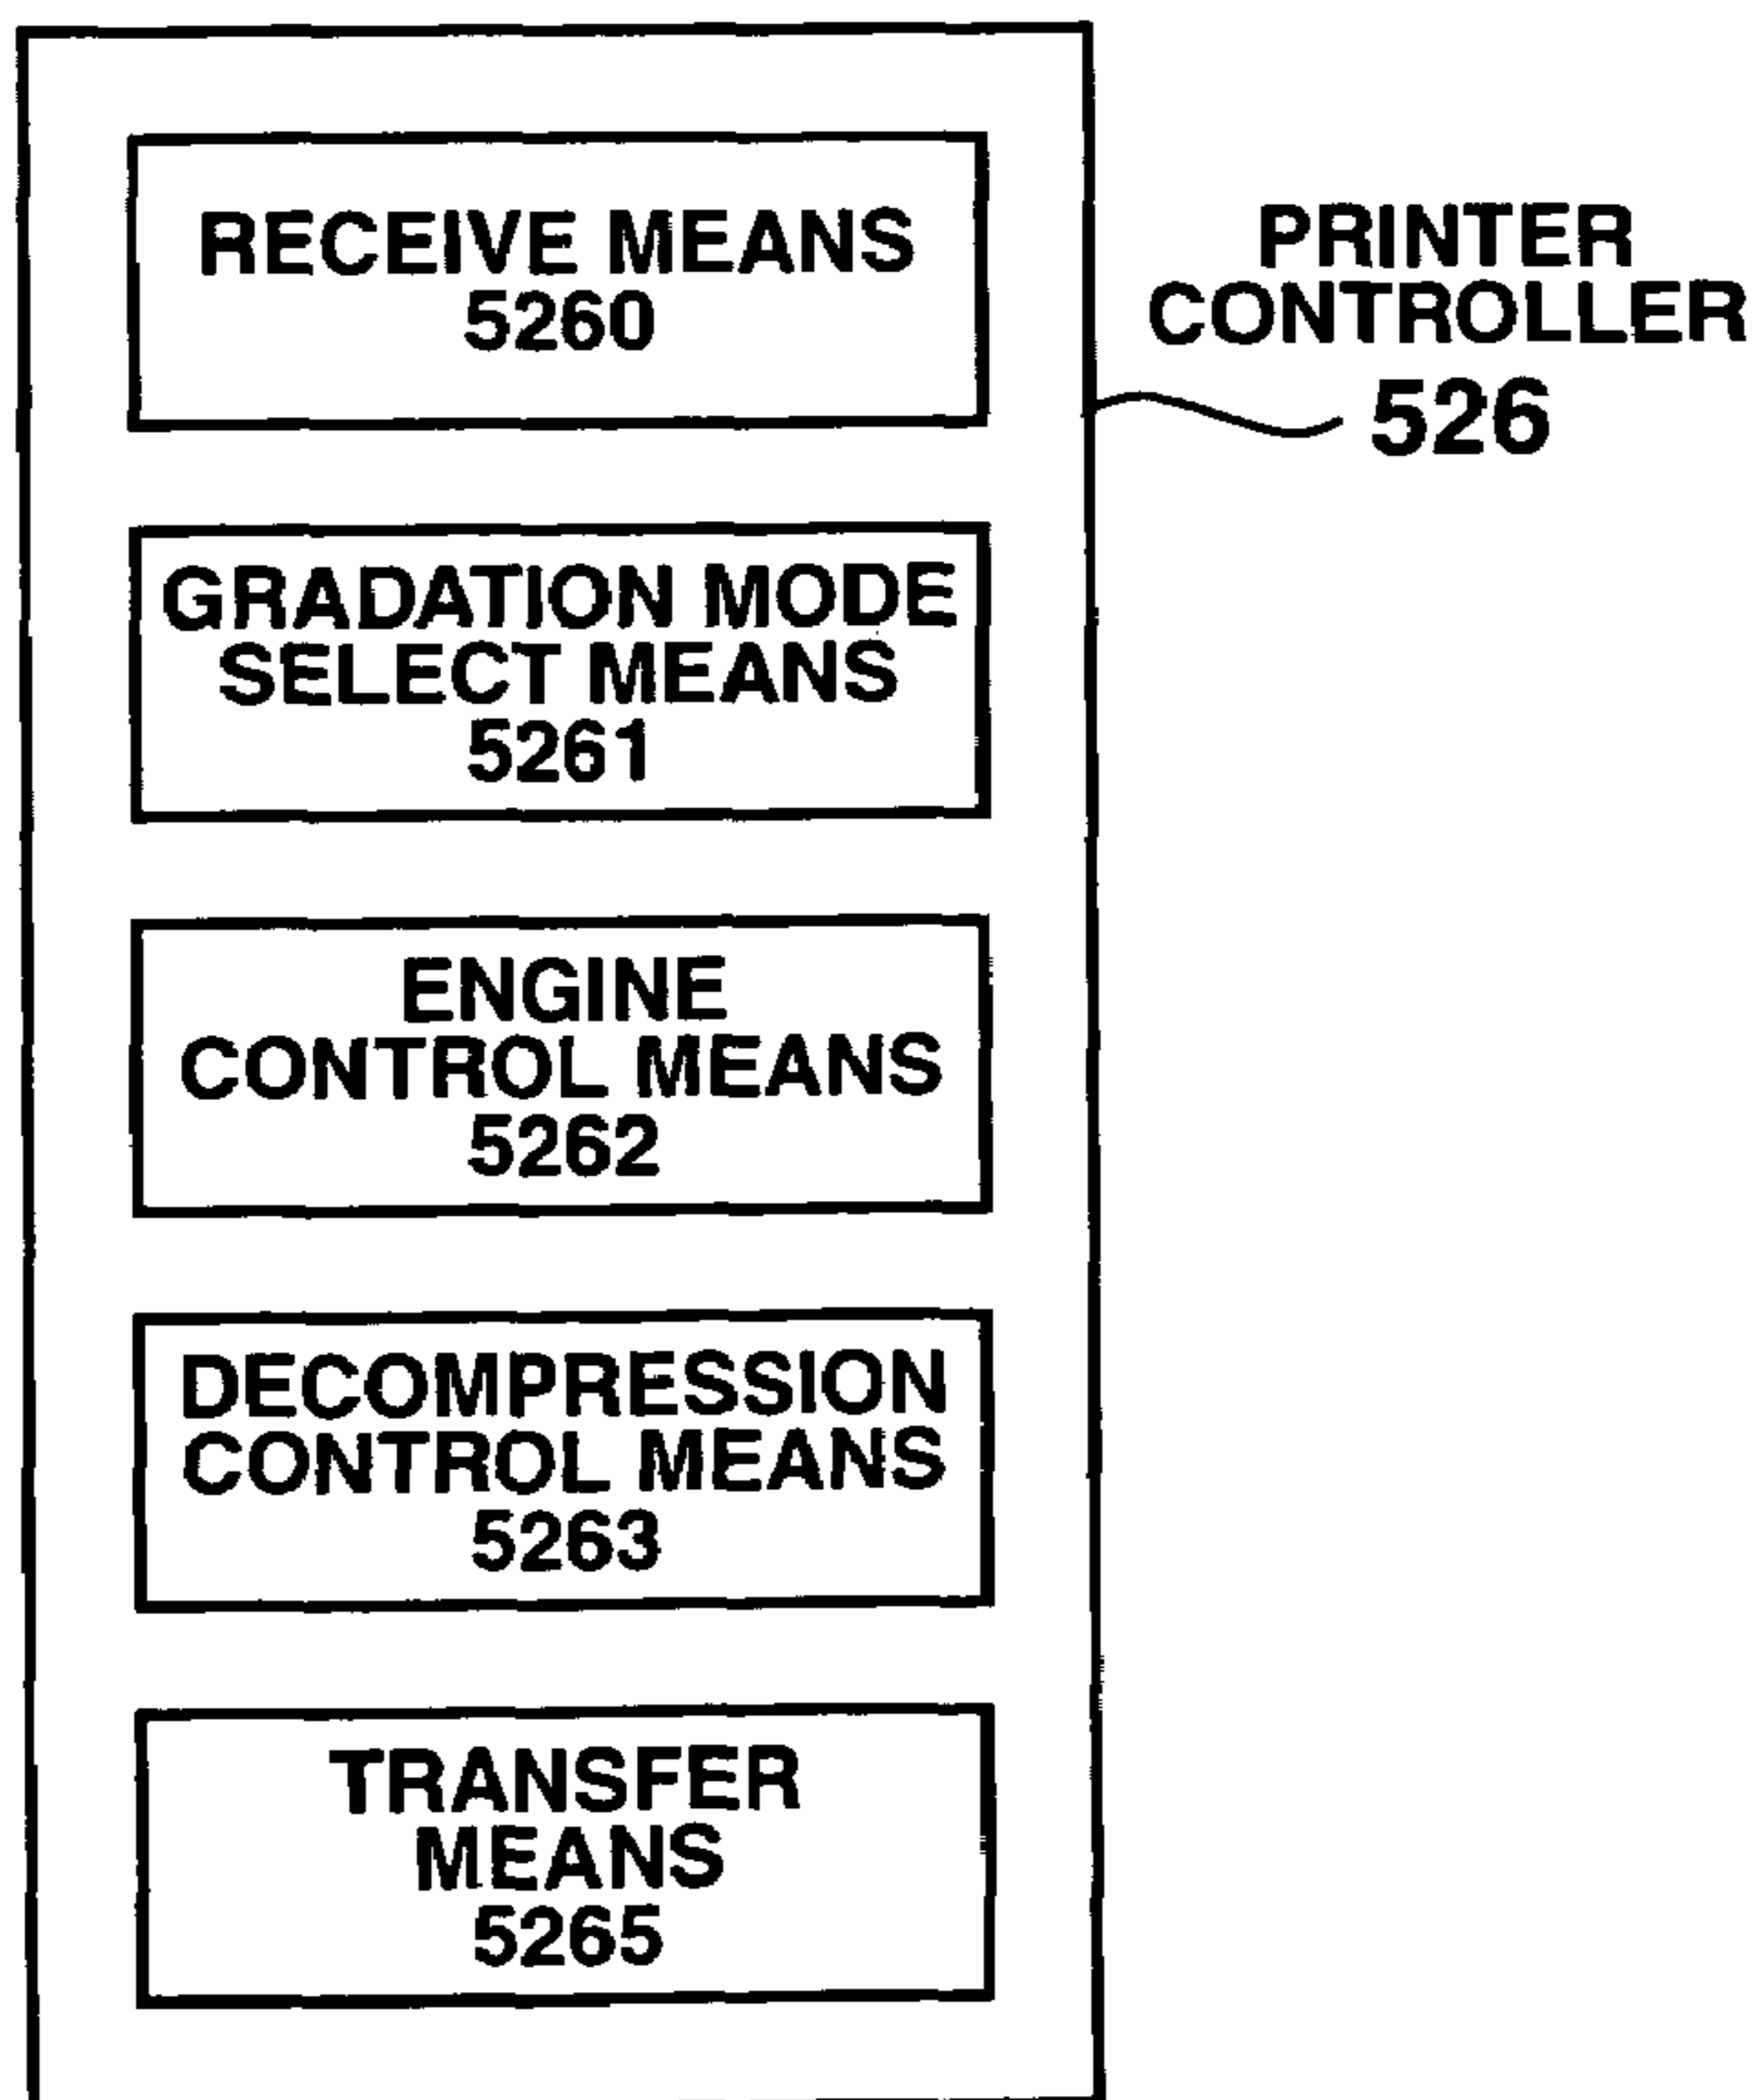 RECEIVE MEANS
5260
PRINTER
CONTROLLER
526
GRADATION MODE
SELECT MEANS
5261
ENGINE
CONTROL MEANS
5262
DECOMPRESSION
CONTROL MEANS
5263
TRANSFER
MEANS
5265